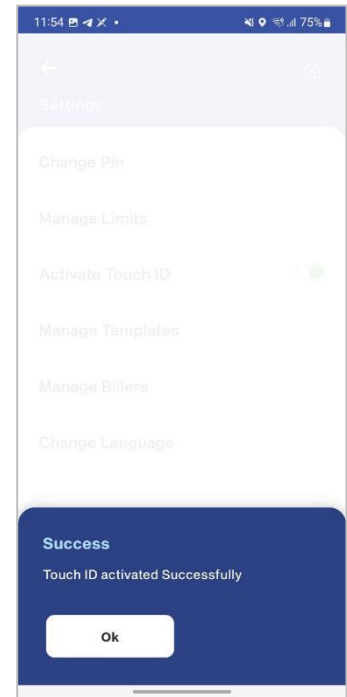 11:54 75%
Settings
Change Pin
Manage Limits
Activate Touch ID
Manage Templates
Manage Billers
Change Language
Success
Touch ID activated Successfully
Ok